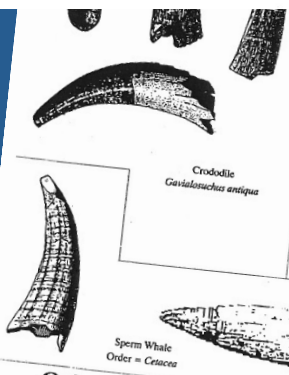 Crododile
Gavialosuchus antiqua
Sperm Whale
Order = Cetacea